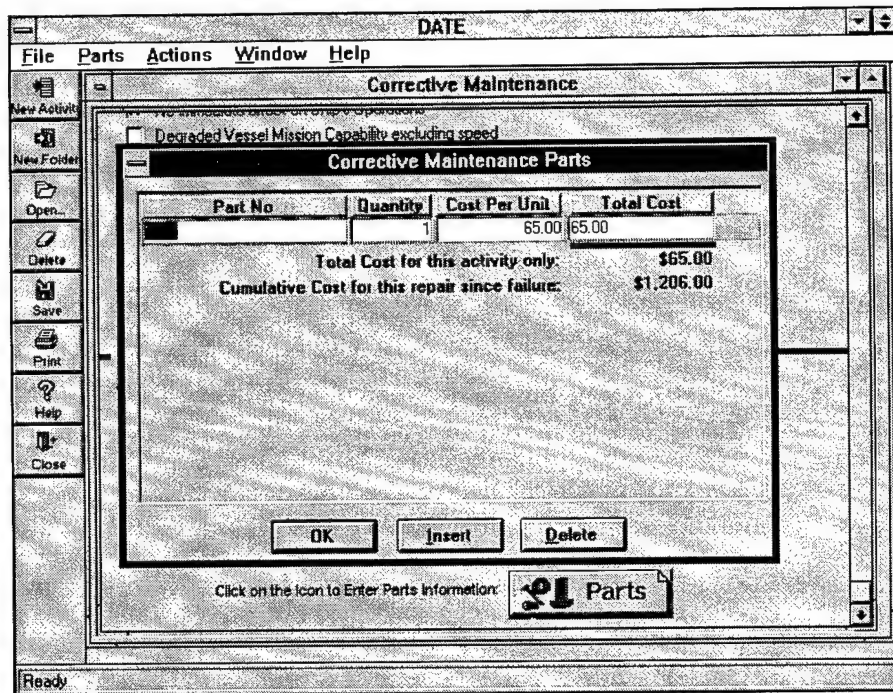 DATE
File Parts Actions Window Help
New Activit
New Folder
Open...
Delete
Save
Print
Help
Close
Corrective Maintenance
Degraded Vessel Mission Capability excluding speed
Corrective Maintenance Parts
Part No Quantity Cost Per Unit Total Cost
1 65.00 65.00
Total Cost for this activity only: $65.00
Cumulative Cost for this repair since failure: $1,206.00
OK Insert Delete
Click on the Icon to Enter Parts Information: Parts
Ready